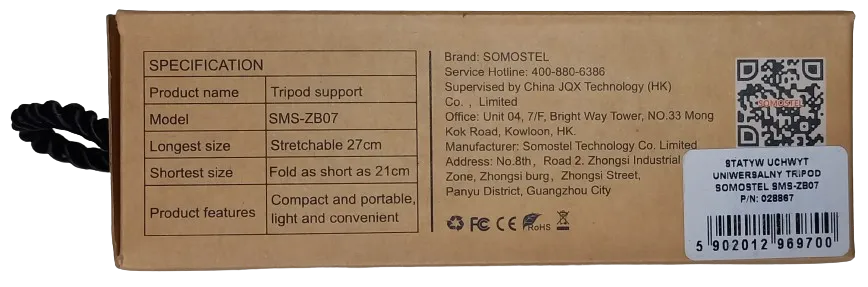 SPECIFICATION
Product name Tripod support
Model SMS-ZB07
Longest size Stretchable 27cm
Shortest size Fold as short as 21cm
Product features Compact and portable,
light and convenient
Brand: SOMOSTEL
Service Hotline: 400-880-6386
Supervised by China JQX Technology (HK)
Co. , Limited
Office: Unit 04, 7/F, Bright Way Tower, NO.33 Mong
Kok Road, Kowloon, HK.
Manufacturer: Somostel Technology Co. Limited
Address: No.8th, Road 2. Zhongsi Industrial
Zone, Zhongsi burg, Zhongsi Street,
Panyu District, Guangzhou City
FC CE RoHS
SOMOSTEL
STATYW UCHWYT
UNIWERSALNY TRIPOD
SOMOSTEL SMS-ZB07
P/N: 028867
5 902012 969700